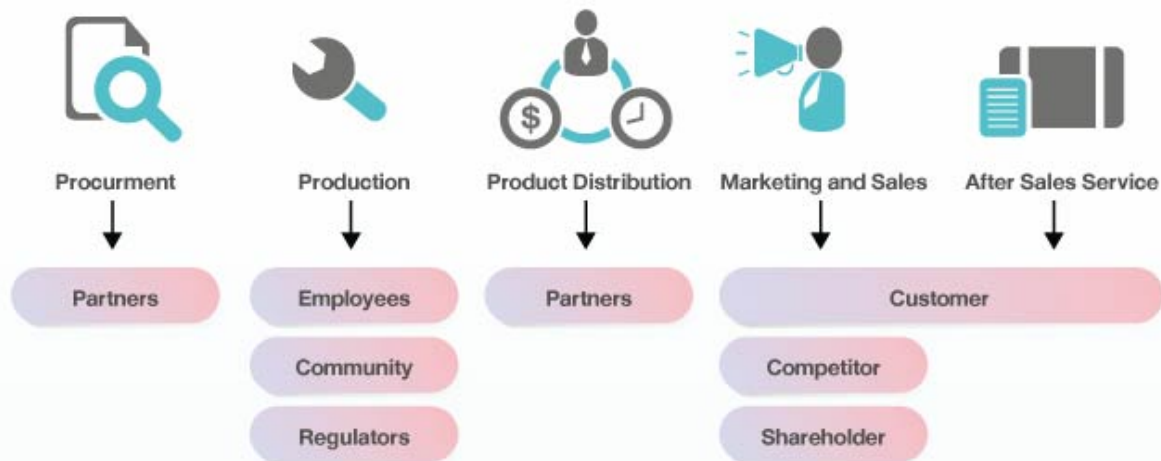 $
Procurment
Production
Product Distribution
Marketing and Sales
After Sales Service
Partners
Employees
Partners
Customer
Community
Competitor
Regulators
Shareholder